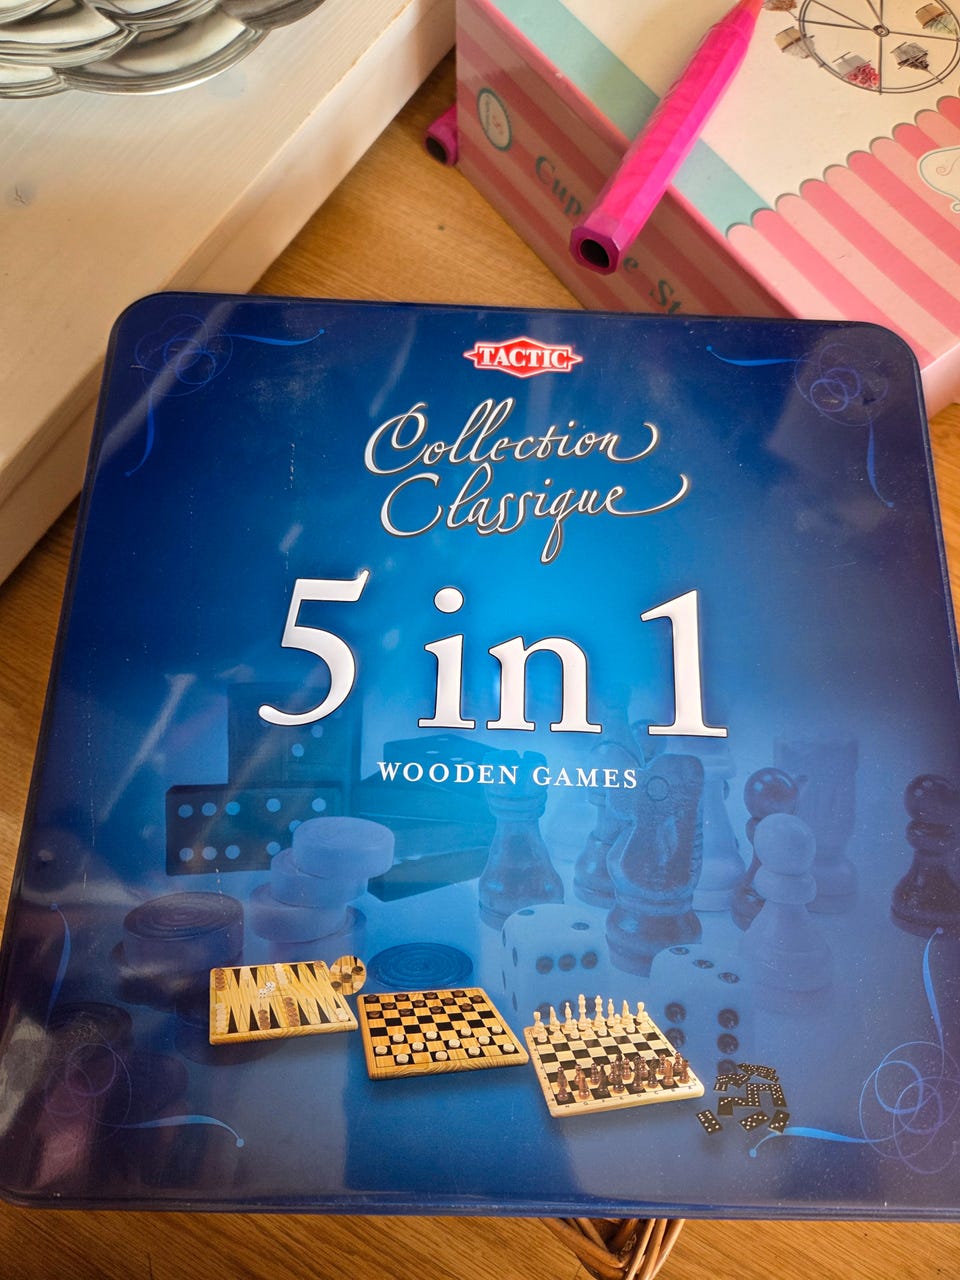 TACTIC
Collection
Classique
5 in 1
WOODEN GAMES